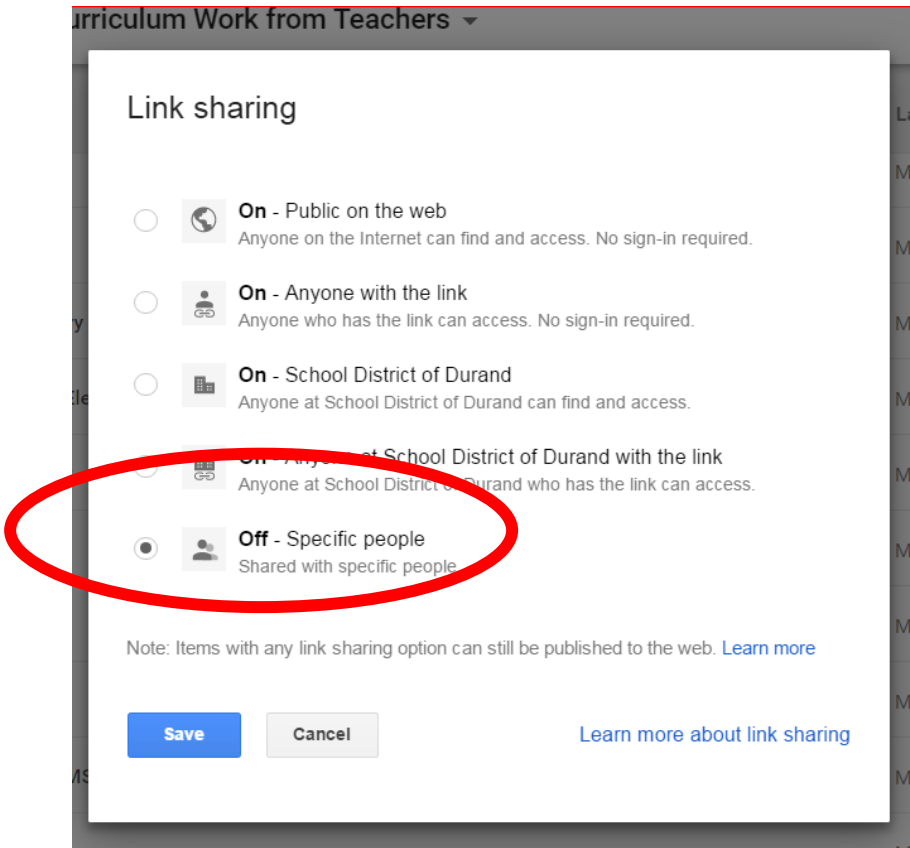 urriculum Work from Teachers
Link sharing
On - Public on the web
Anyone on the Internet can find and access. No sign-in required.
On - Anyone with the link
Anyone who has the link can access. No sign-in required.
On - School District of Durand
Anyone at School District of Durand can find and access.
On - Anyone at School District of Durand with the link
Anyone at School District of Durand who has the link can access.
Off - Specific people
Shared with specific people.
Note: Items with any link sharing option can still be published to the web. Learn more
Save Cancel Learn more about link sharing